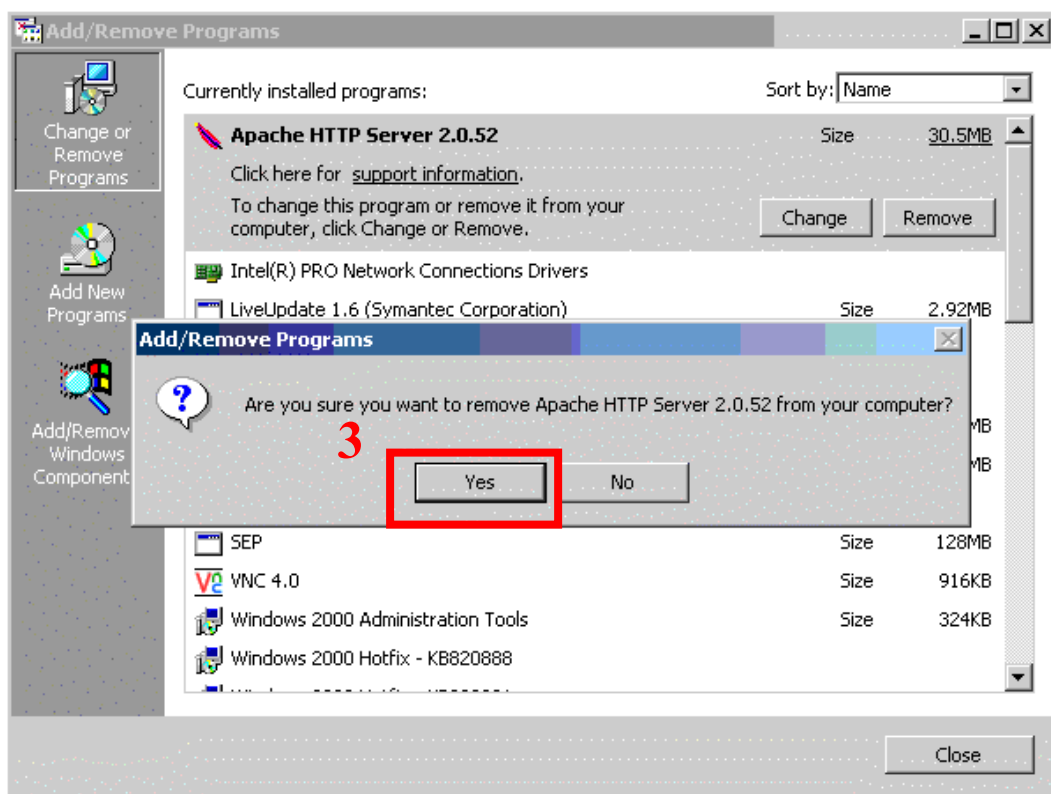 Add/Remove Programs
Change or
Remove
Programs
Add New
Programs
Add/Remov
Windows
Component
Currently installed programs:
Sort by: Name
Apache HTTP Server 2.0.52 Size 30.5MB
Click here for support information.
To change this program or remove it from your
computer, click Change or Remove.
Change Remove
Intel(R) PRO Network Connections Drivers
LiveUpdate 1.6 (Symantec Corporation) Size 2.92MB
Add/Remove Programs
Are you sure you want to remove Apache HTTP Server 2.0.52 from your computer?
3
Yes No
MB
MB
SEP Size 128MB
VNC 4.0 Size 916KB
Windows 2000 Administration Tools Size 324KB
Windows 2000 Hotfix - KB820888
Close